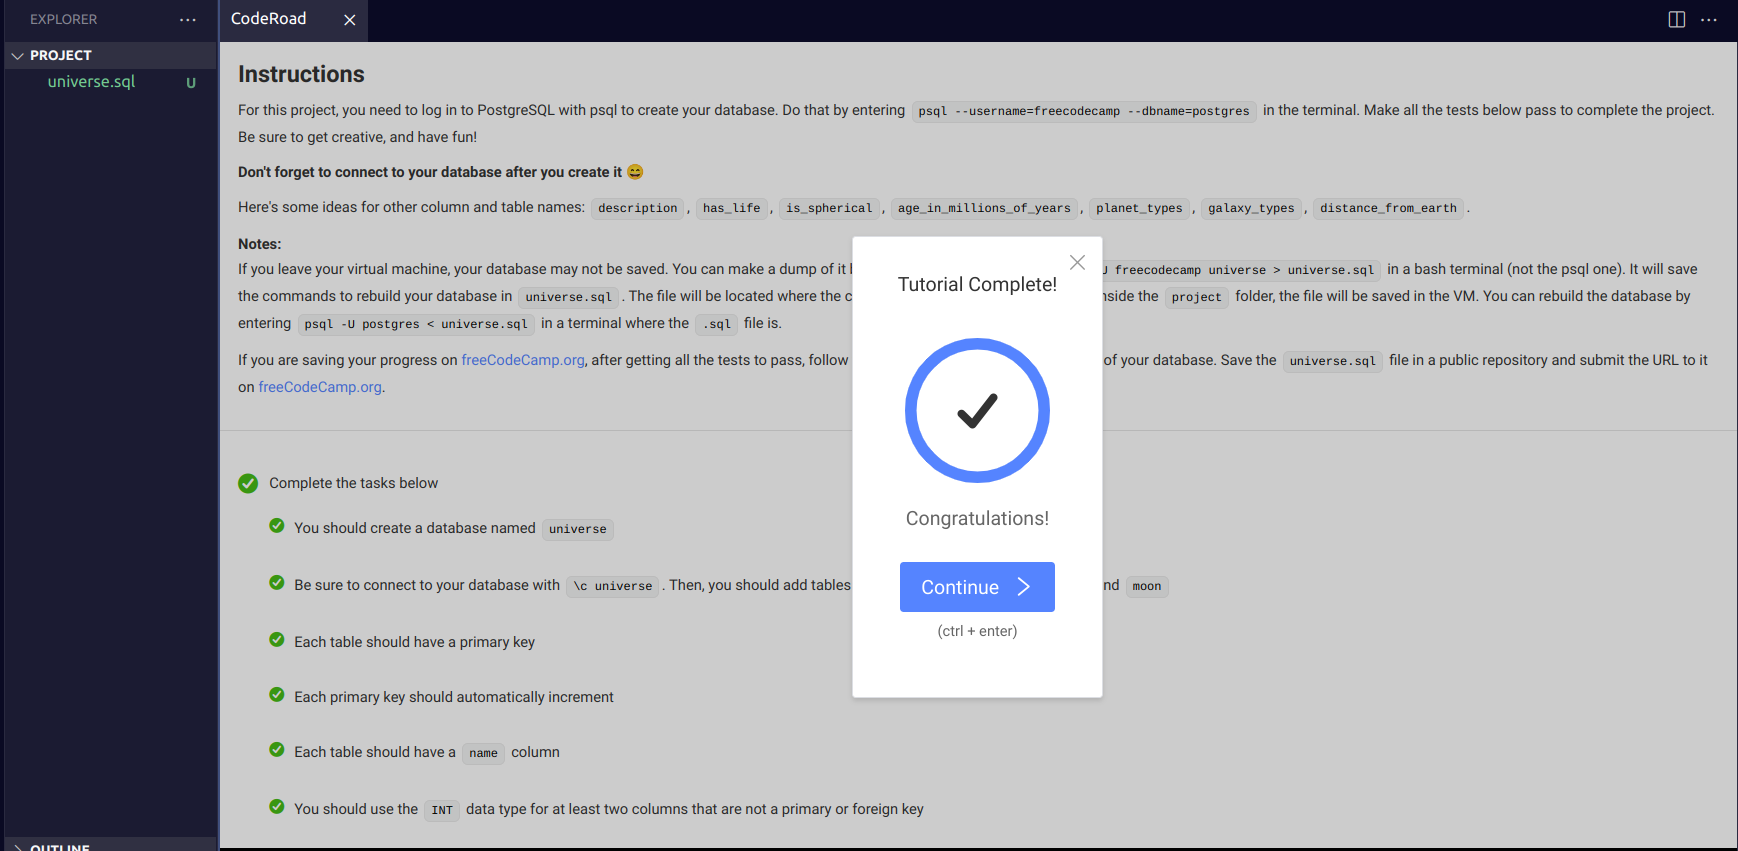 EXPLORER
CodeRoad
PROJECT
universe.sql U
Instructions
For this project, you need to log in to PostgreSQL with psql to create your database. Do that by entering psql --username=freecodecamp --dbname=postgres in the terminal. Make all the tests below pass to complete the project.
Be sure to get creative, and have fun!
Don't forget to connect to your database after you create it 😄
Here's some ideas for other column and table names: description , has_life , is_spherical , age_in_millions_of_years , planet_types , galaxy_types , distance_from_earth .
Notes:
If you leave your virtual machine, your database may not be saved. You can make a dump of it freecodecamp universe > universe.sql in a bash terminal (not the psql one). It will save
the commands to rebuild your database in universe.sql . The file will be located where the the project folder, the file will be saved in the VM. You can rebuild the database by
entering psql -U postgres < universe.sql in a terminal where the .sql file is.
If you are saving your progress on freeCodeCamp.org, after getting all the tests to pass, follow of your database. Save the universe.sql file in a public repository and submit the URL to it
on freeCodeCamp.org.
Complete the tasks below
You should create a database named universe
Be sure to connect to your database with \c universe . Then, you should add tables moon
Each table should have a primary key
Each primary key should automatically increment
Each table should have a name column
You should use the INT data type for at least two columns that are not a primary or foreign key
Tutorial Complete!
Congratulations!
Continue
(ctrl + enter)
OUTLINE